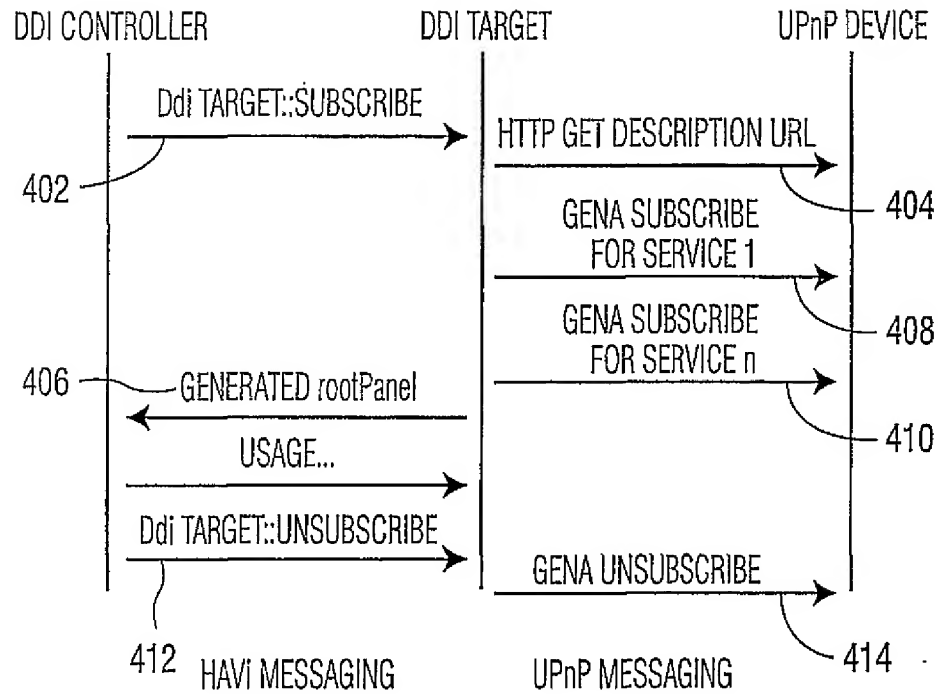 DDI CONTROLLER
DDI TARGET
UPnP DEVICE
Ddi TARGET::SUBSCRIBE
HTTP GET DESCRIPTION URL
402
404
GENA SUBSCRIBE
FOR SERVICE 1
408
GENA SUBSCRIBE
FOR SERVICE n
406
GENERATED rootPanel
410
USAGE...
Ddi TARGET::UNSUBSCRIBE
GENA UNSUBSCRIBE
412
414
HAVi MESSAGING
UPnP MESSAGING